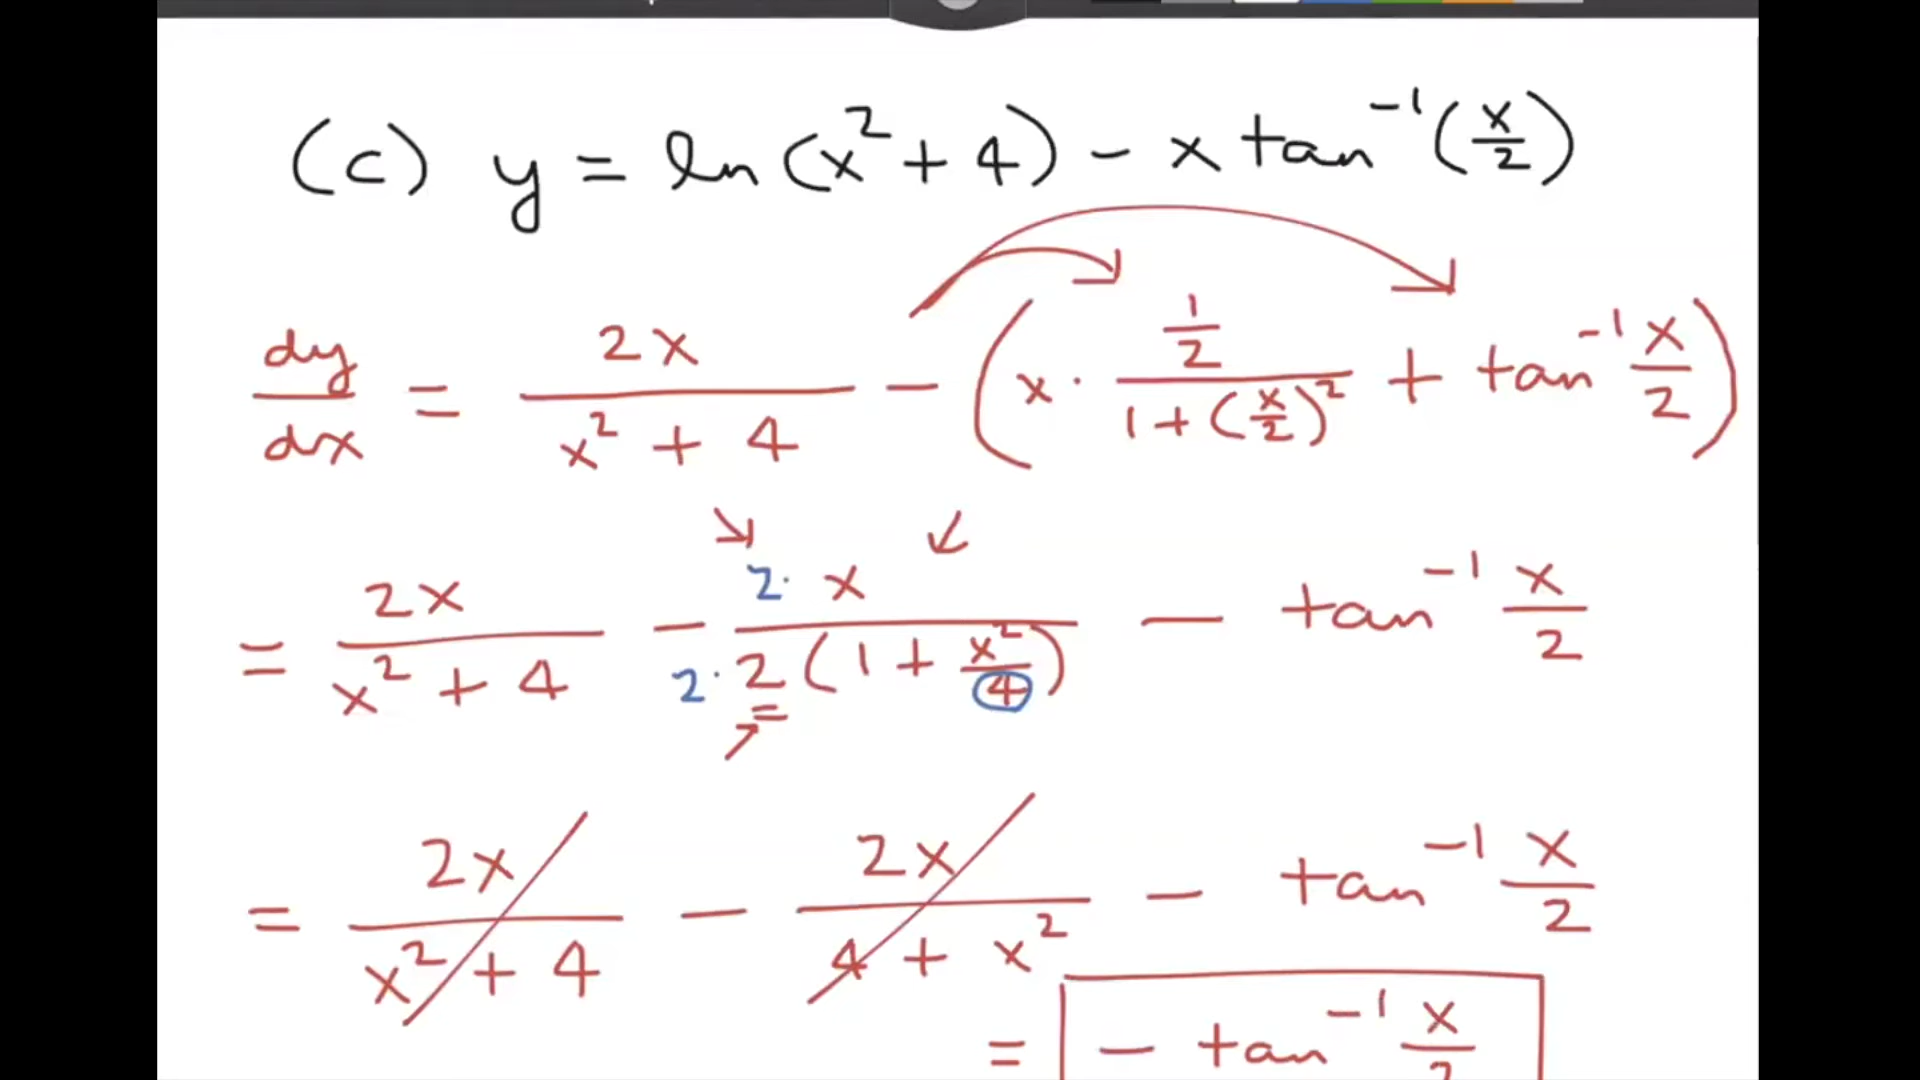 (c) y = ln(x² + 4) − x tan⁻¹(x/2)
dy/dx = 2x/(x² + 4) − (x · (1/2)/(1 + (x/2)²) + tan⁻¹ x/2)
= 2x/(x² + 4) − 2· x/(2· 2(1 + x²/4)) − tan⁻¹ x/2
= 2x/(x² + 4) − 2x/(4 + x²) − tan⁻¹ x/2
= − tan⁻¹ x/2